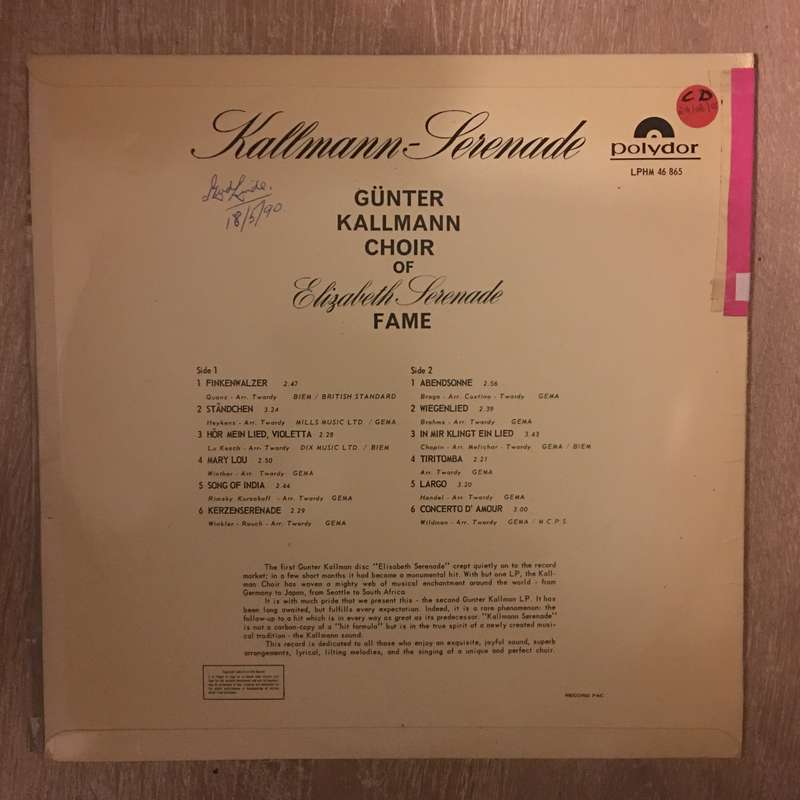 Kallmann-Serenade
polydor
LPHM 46 865
CD
18/5/90
GÜNTER
KALLMANN
CHOIR
OF
Elizabeth Serenade
FAME
Side 1
1 FINKENWALZER 2.47
Quanz - Arr. Twardy BIEM / BRITISH STANDARD
2 STÄNDCHEN 3.24
Heykens - Arr. Twardy MILLS MUSIC LTD. / GEMA
3 HÖR MEIN LIED, VIOLETTA 2.28
Lu Kesch - Arr. Twardy DIX MUSIC LTD. / BIEM
4 MARY LOU 2.50
Winther - Arr. Twardy GEMA
5 SONG OF INDIA 2.44
Rimsky Kursakoff - Arr. Twardy GEMA
6 KERZENSERENADE 2.29
Winkler - Rauch - Arr. Twardy GEMA
Side 2
1 ABENDSONNE 2.56
Braga - Arr. Custino - Twardy GEMA
2 WIEGENLIED 2.39
Brahms - Arr. Twardy GEMA
3 IN MIR KLINGT EIN LIED 3.43
Chopin - Arr. Melichar - Twardy GEMA / BIEM
4 TIRITOMBA 2.21
Arr. Twardy GEMA
5 LARGO 3.20
Handel - Arr. Twardy GEMA
6 CONCERTO D' AMOUR 3.00
Wildman - Arr. Twardy GEMA / M.C.P.S.
The first Gunter Kallman disc "Elisabeth Serenade" crept quietly on to the record
market; in a few short months it had become a monumental hit. With but one LP, the Kall-
man Choir has woven a mighty web of musical enchantment around the world - from
Germany to Japan, from Seattle to South Africa.
It is with much pride that we present this - the second Gunter Kallman LP. It has
been long awaited, but fulfills every expectation. Indeed, it is a rare phenomenon: the
follow-up to a hit which is in every way as great as its predecessor. "Kallmann Serenade"
is not a carbon-copy of a "hit formula" but is in the true spirit of a newly created musi-
cal tradition - the Kallmann sound.
This record is dedicated to all those who enjoy an exquisite, joyful sound, superb
arrangements, lyrical, lilting melodies, and the singing of a unique and perfect choir.
RECORD PAC